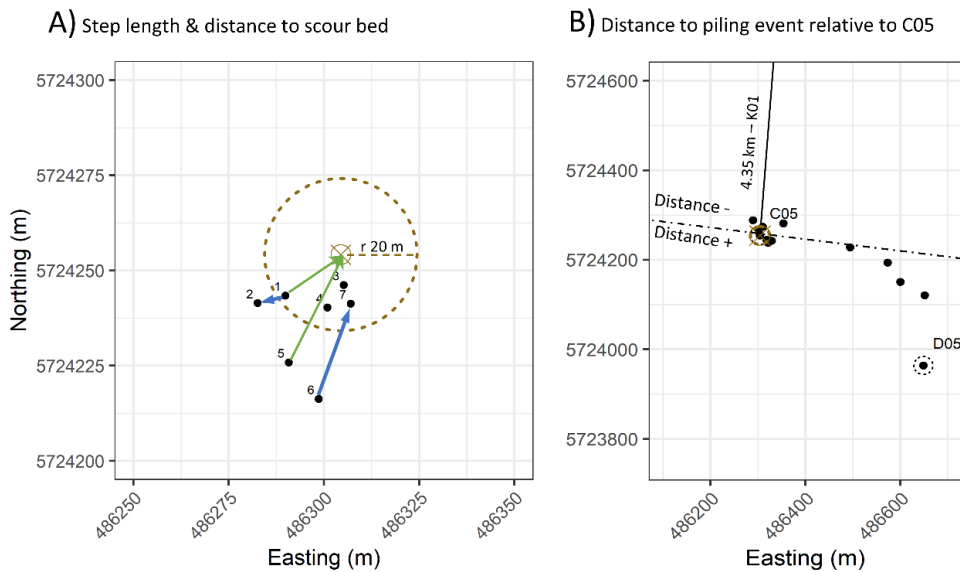 A) Step length & distance to scour bed
5724300
5724275
5724250
5724225
5724200
Northing (m)
r 20 m
1
2
3
4
7
5
6
486250
486275
486300
486325
486350
Easting (m)
B) Distance to piling event relative to C05
5724600
5724400
5724200
5724000
5723800
4.35 km – K01
C05
Distance -
Distance +
D05
486200
486400
486600
Easting (m)